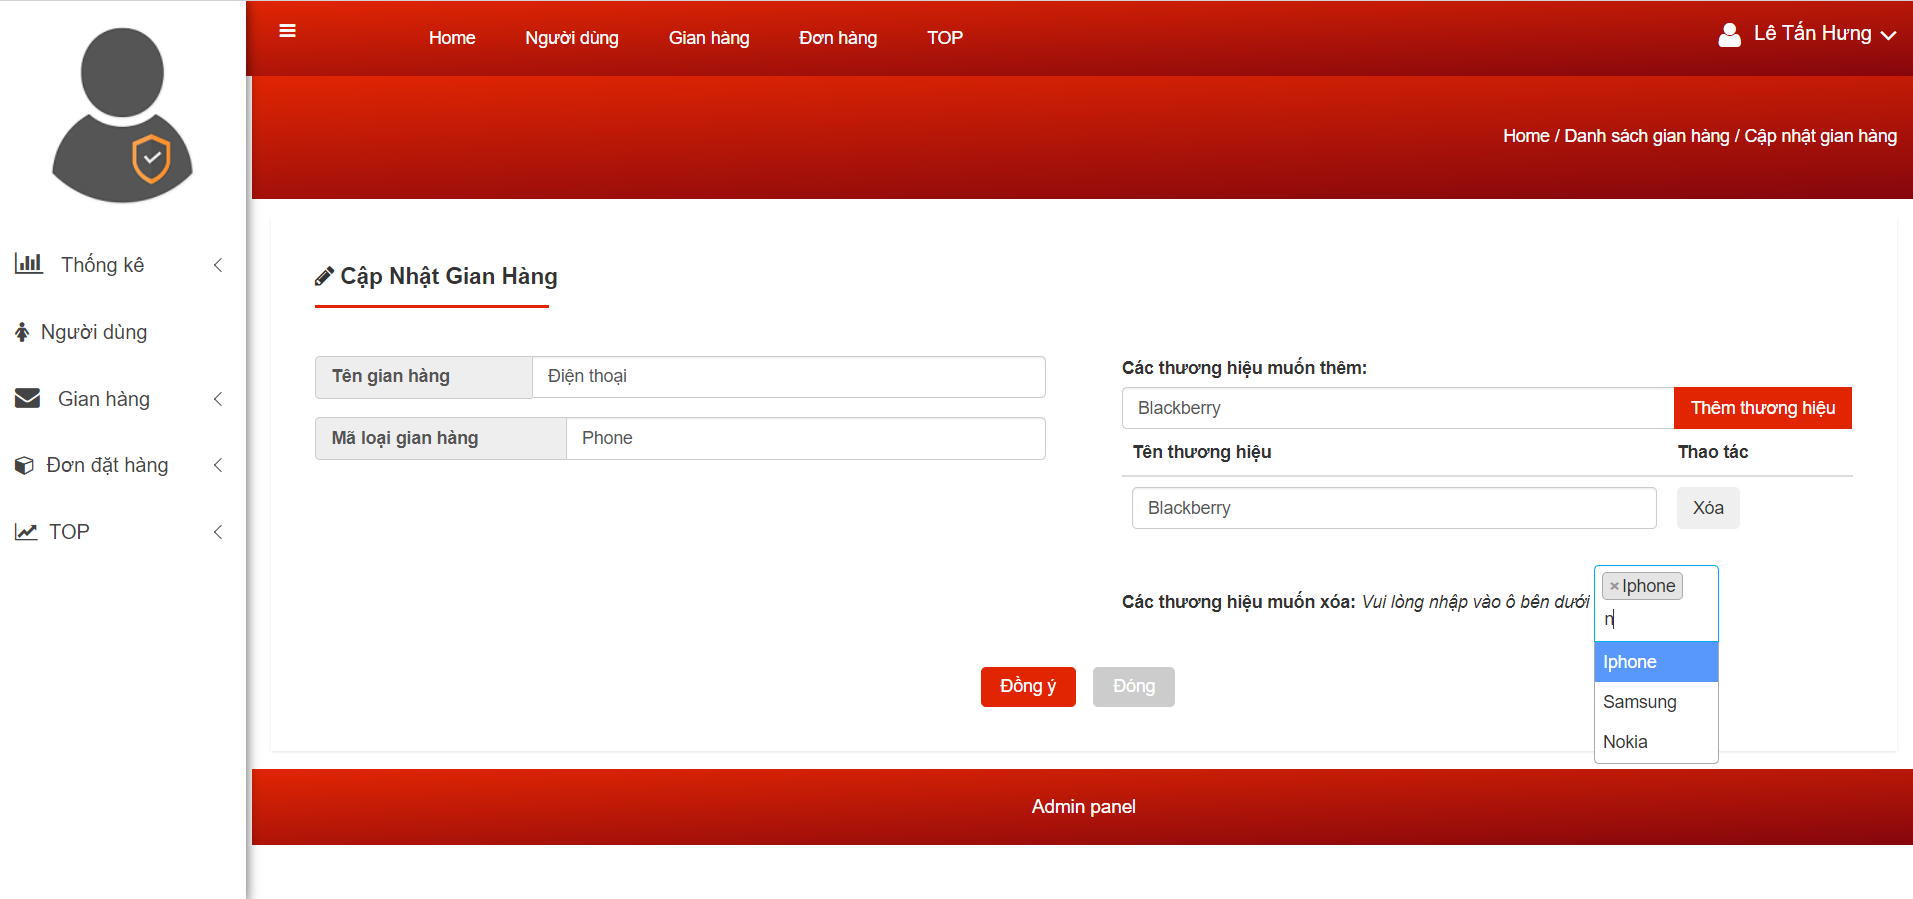 Home
Người dùng
Gian hàng
Đơn hàng
TOP
Lê Tấn Hưng
Home / Danh sách gian hàng / Cập nhật gian hàng
Thống kê
Người dùng
Gian hàng
Đơn đặt hàng
TOP
Cập Nhật Gian Hàng
Tên gian hàng
Điện thoại
Mã loại gian hàng
Phone
Các thương hiệu muốn thêm:
Blackberry
Thêm thương hiệu
Tên thương hiệu
Thao tác
Blackberry
Xóa
Các thương hiệu muốn xóa: Vui lòng nhập vào ô bên dưới
×Iphone
n
Iphone
Samsung
Nokia
Đồng ý
Đóng
Admin panel